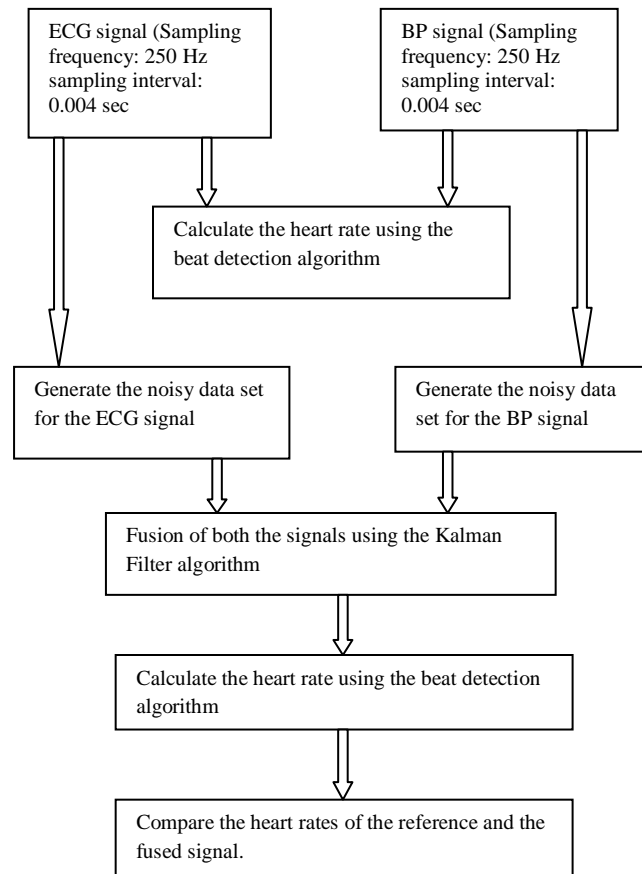 ECG signal (Sampling
frequency: 250 Hz
sampling interval:
0.004 sec
BP signal (Sampling
frequency: 250 Hz
sampling interval:
0.004 sec
Calculate the heart rate using the
beat detection algorithm
Generate the noisy data set
for the ECG signal
Generate the noisy data
set for the BP signal
Fusion of both the signals using the Kalman
Filter algorithm
Calculate the heart rate using the beat detection
algorithm
Compare the heart rates of the reference and the
fused signal.